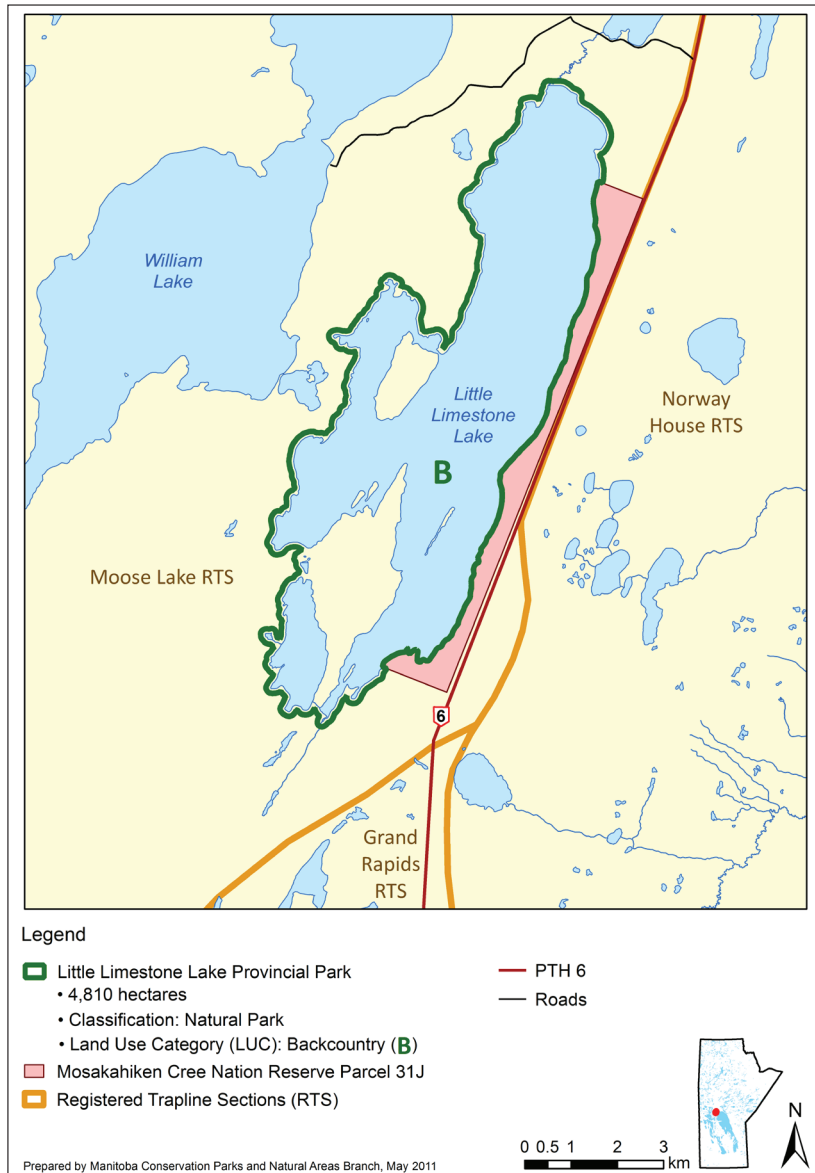 William
Lake
Little
Limestone
Lake
B
Norway
House RTS
Moose Lake RTS
6
Grand
Rapids
RTS
Legend
Little Limestone Lake Provincial Park
• 4,810 hectares
• Classification: Natural Park
• Land Use Category (LUC): Backcountry (B)
Mosakahiken Cree Nation Reserve Parcel 31J
Registered Trapline Sections (RTS)
PTH 6
Roads
N
0 0.5 1 2 3
km
Prepared by Manitoba Conservation Parks and Natural Areas Branch, May 2011